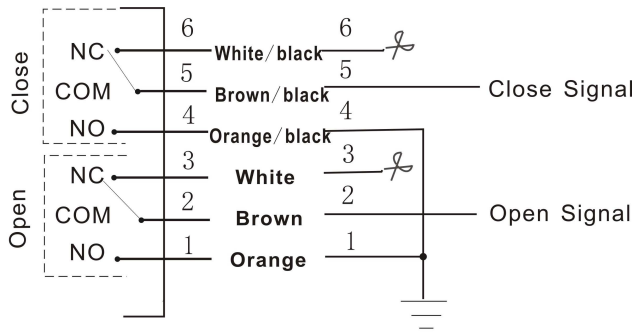 Close
NC 6 White/black 6
COM 5 Brown/black 5 Close Signal
NO 4 Orange/black 4
Open
NC 3 White 3
COM 2 Brown 2 Open Signal
NO 1 Orange 1